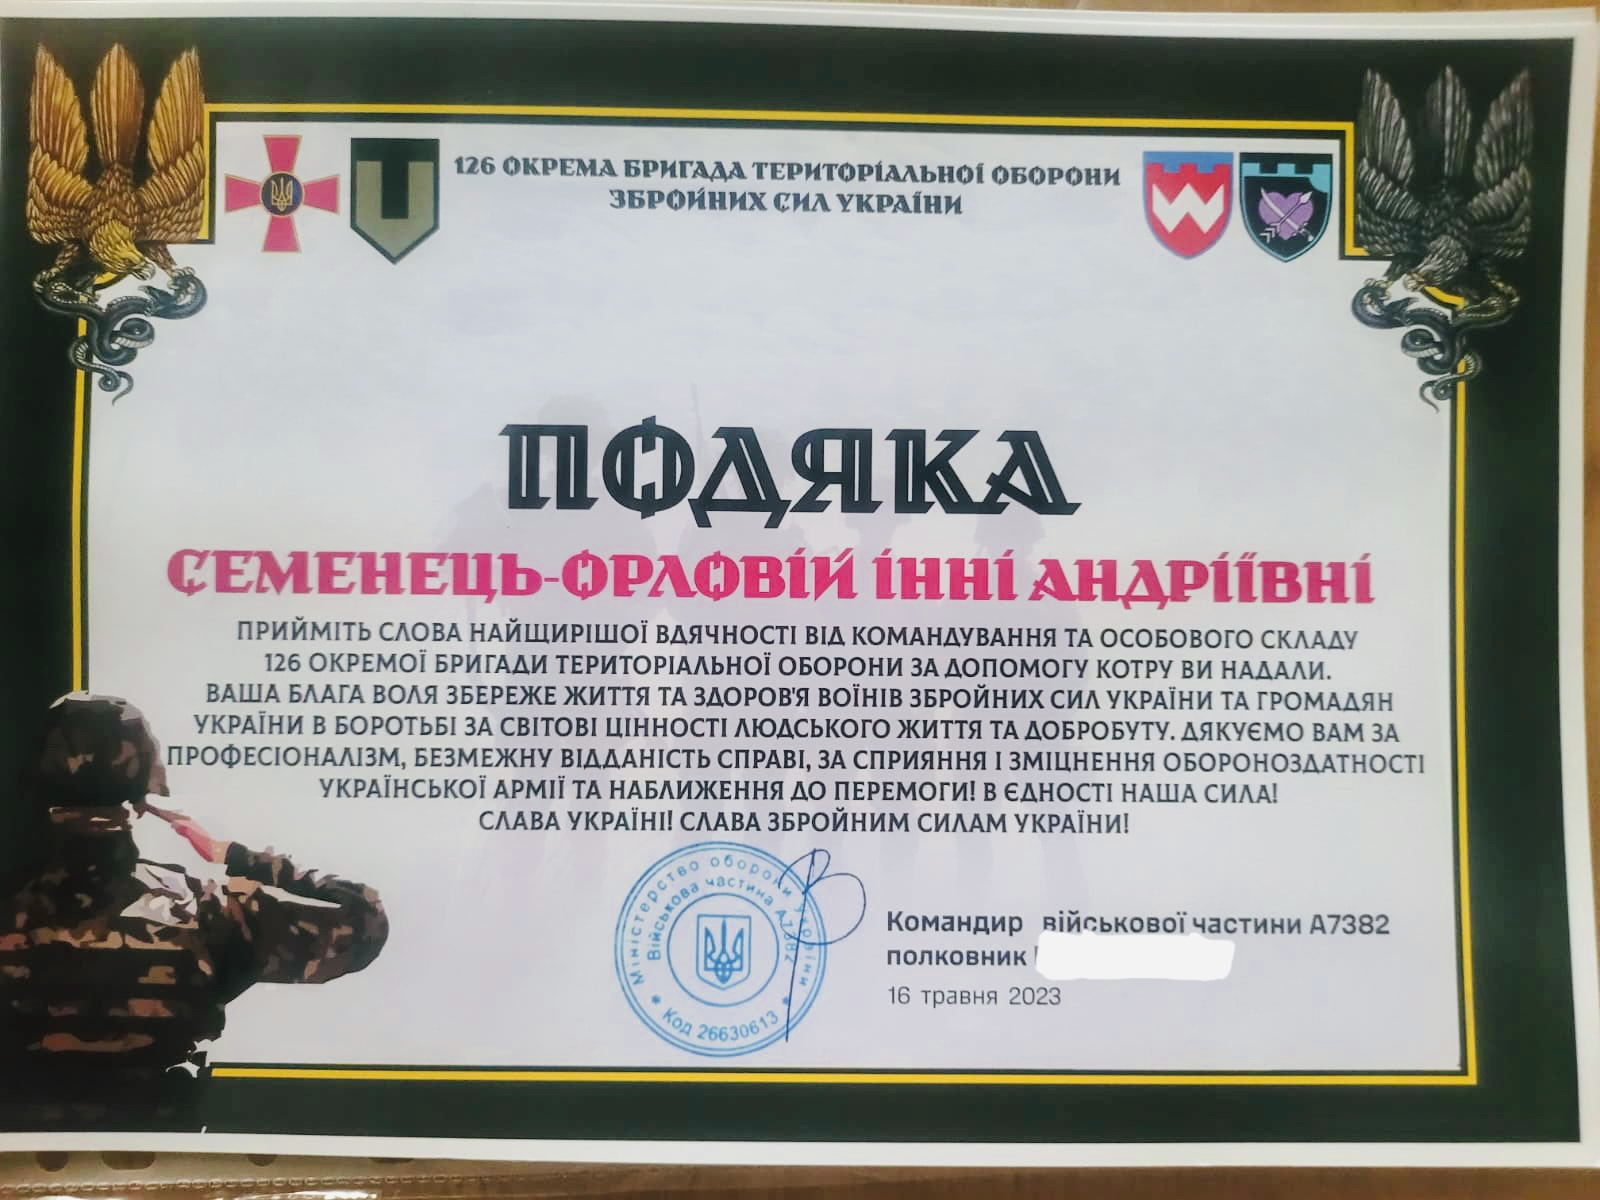 126 ОКРЕМА БРИГАДА ТЕРИТОРІАЛЬНОЇ ОБОРОНИ
ЗБРОЙНИХ СИЛ УКРАЇНИ
ПОДЯКА
СЕМЕНЕЦЬ-ОРЛОВІЙ ІННІ АНДРІЇВНІ
ПРИЙМІТЬ СЛОВА НАЙЩИРІШОЇ ВДЯЧНОСТІ ВІД КОМАНДУВАННЯ ТА ОСОБОВОГО СКЛАДУ
126 ОКРЕМОЇ БРИГАДИ ТЕРИТОРІАЛЬНОЇ ОБОРОНИ ЗА ДОПОМОГУ КОТРУ ВИ НАДАЛИ.
ВАША БЛАГА ВОЛЯ ЗБЕРЕЖЕ ЖИТТЯ ТА ЗДОРОВ'Я ВОЇНІВ ЗБРОЙНИХ СИЛ УКРАЇНИ ТА ГРОМАДЯН
УКРАЇНИ В БОРОТЬБІ ЗА СВІТОВІ ЦІННОСТІ ЛЮДСЬКОГО ЖИТТЯ ТА ДОБРОБУТУ. ДЯКУЄМО ВАМ ЗА
ПРОФЕСІОНАЛІЗМ, БЕЗМЕЖНУ ВІДДАНІСТЬ СПРАВІ, ЗА СПРИЯННЯ І ЗМІЦНЕННЯ ОБОРОНОЗДАТНОСТІ
УКРАЇНСЬКОЇ АРМІЇ ТА НАБЛИЖЕННЯ ДО ПЕРЕМОГИ! В ЄДНОСТІ НАША СИЛА!
СЛАВА УКРАЇНІ! СЛАВА ЗБРОЙНИМ СИЛАМ УКРАЇНИ!
Міністерство оборони України
Військова частина А7382
Код 26630613
Командир військової частини А7382
полковник
16 травня 2023